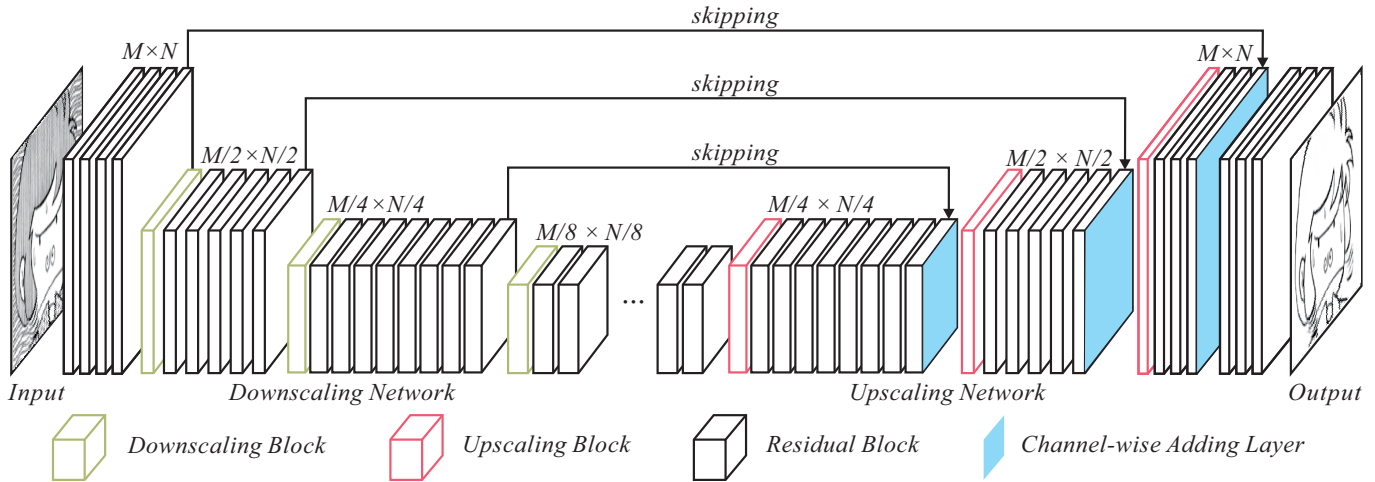 skipping
M×N
M×N
skipping
M/2×N/2
skipping
M/2 × N/2
M/4×N/4
M/4 × N/4
M/8 × N/8
...
Input
Downscaling Network
Upscaling Network
Output
Downscaling Block
Upscaling Block
Residual Block
Channel-wise Adding Layer